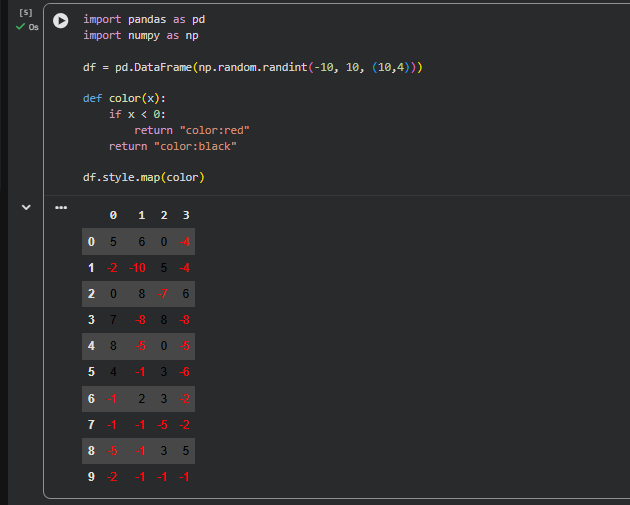 [5]
0s
import pandas as pd
import numpy as np
df = pd.DataFrame(np.random.randint(-10, 10, (10,4)))
def color(x):
if x < 0:
return "color:red"
return "color:black"
df.style.map(color)
0 1 2 3
0 5 6 0 -4
1 -2 -10 5 -4
2 0 8 -7 6
3 7 -8 8 -8
4 8 -5 0 -5
5 4 -1 3 -6
6 -1 2 3 -2
7 -1 -1 -5 -2
8 -5 -1 3 5
9 -2 -1 -1 -1